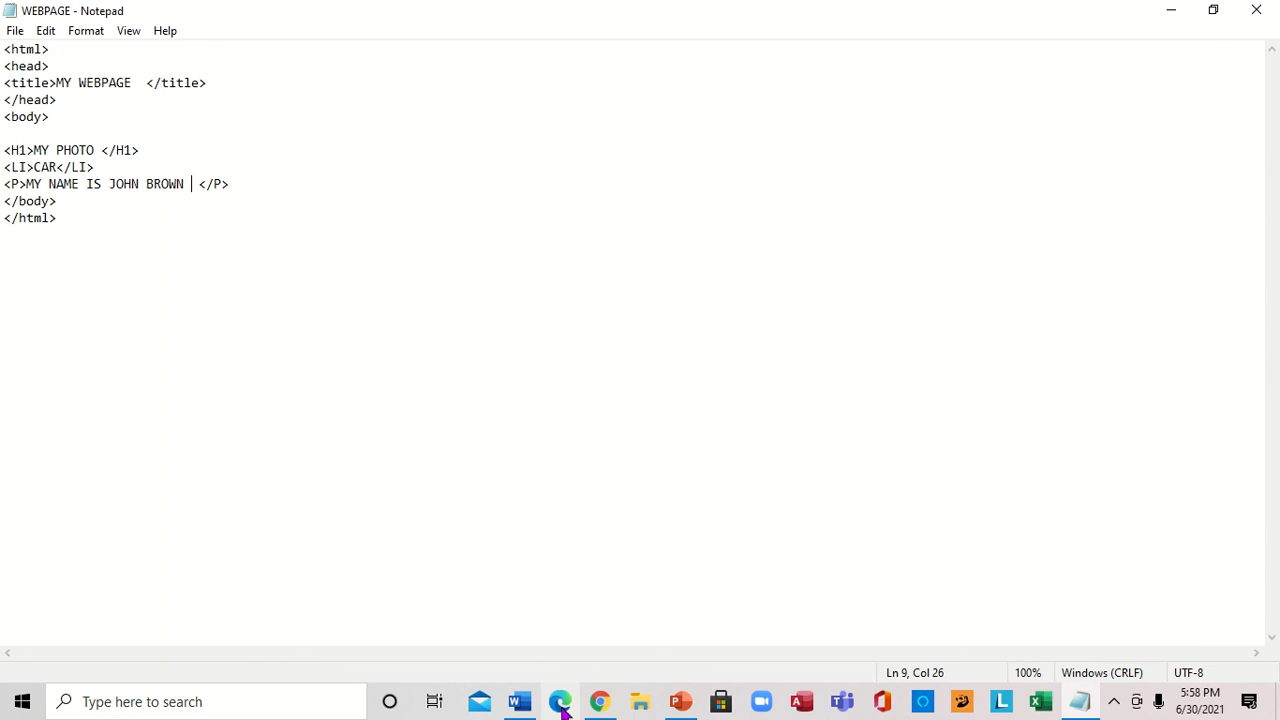 WEBPAGE - Notepad
File Edit Format View Help
<html>
<head>
<title>MY WEBPAGE  </title>
</head>
<body>
<H1>MY PHOTO </H1>
<LI>CAR</LI>
<P>MY NAME IS JOHN BROWN  </P>
</body>
</html>
Ln 9, Col 26 100% Windows (CRLF) UTF-8
Type here to search
5:58 PM
6/30/2021